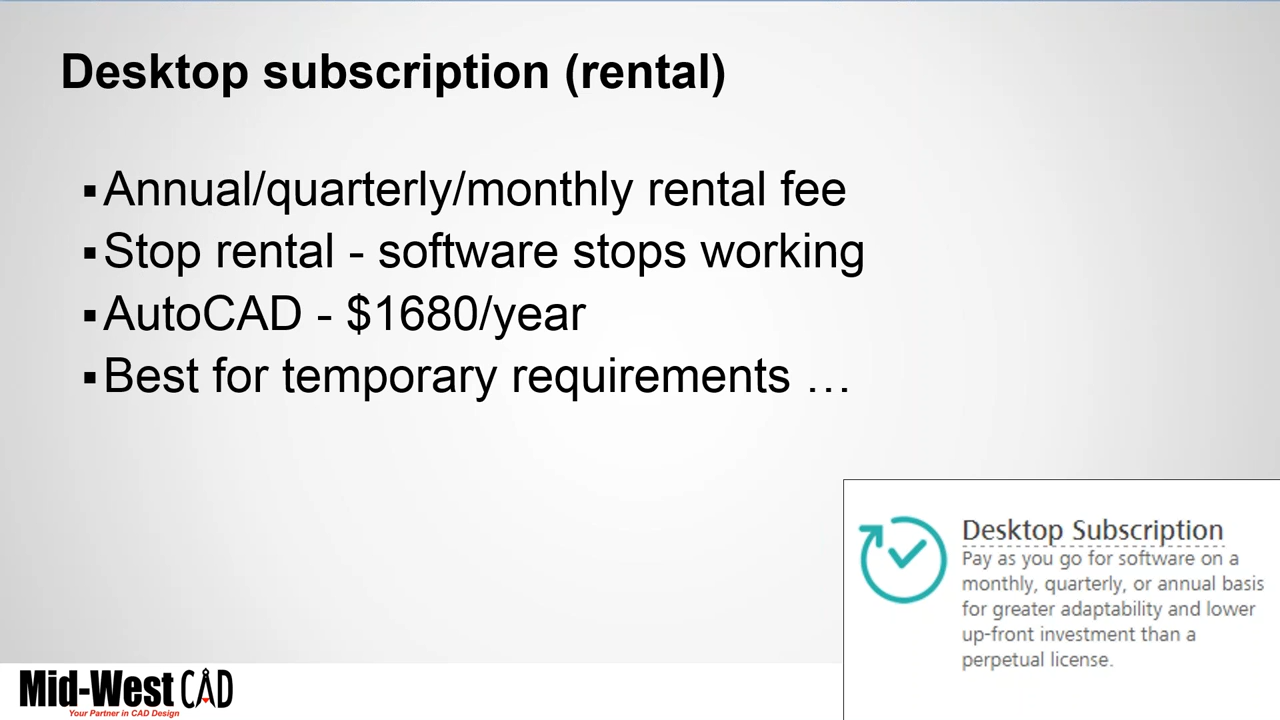 Desktop subscription (rental)
▪Annual/quarterly/monthly rental fee
▪Stop rental - software stops working
▪AutoCAD - $1680/year
▪Best for temporary requirements …
Desktop Subscription
Pay as you go for software on a
monthly, quarterly, or annual basis
for greater adaptability and lower
up-front investment than a
perpetual license.
Mid-West CAD
Your Partner in CAD Design